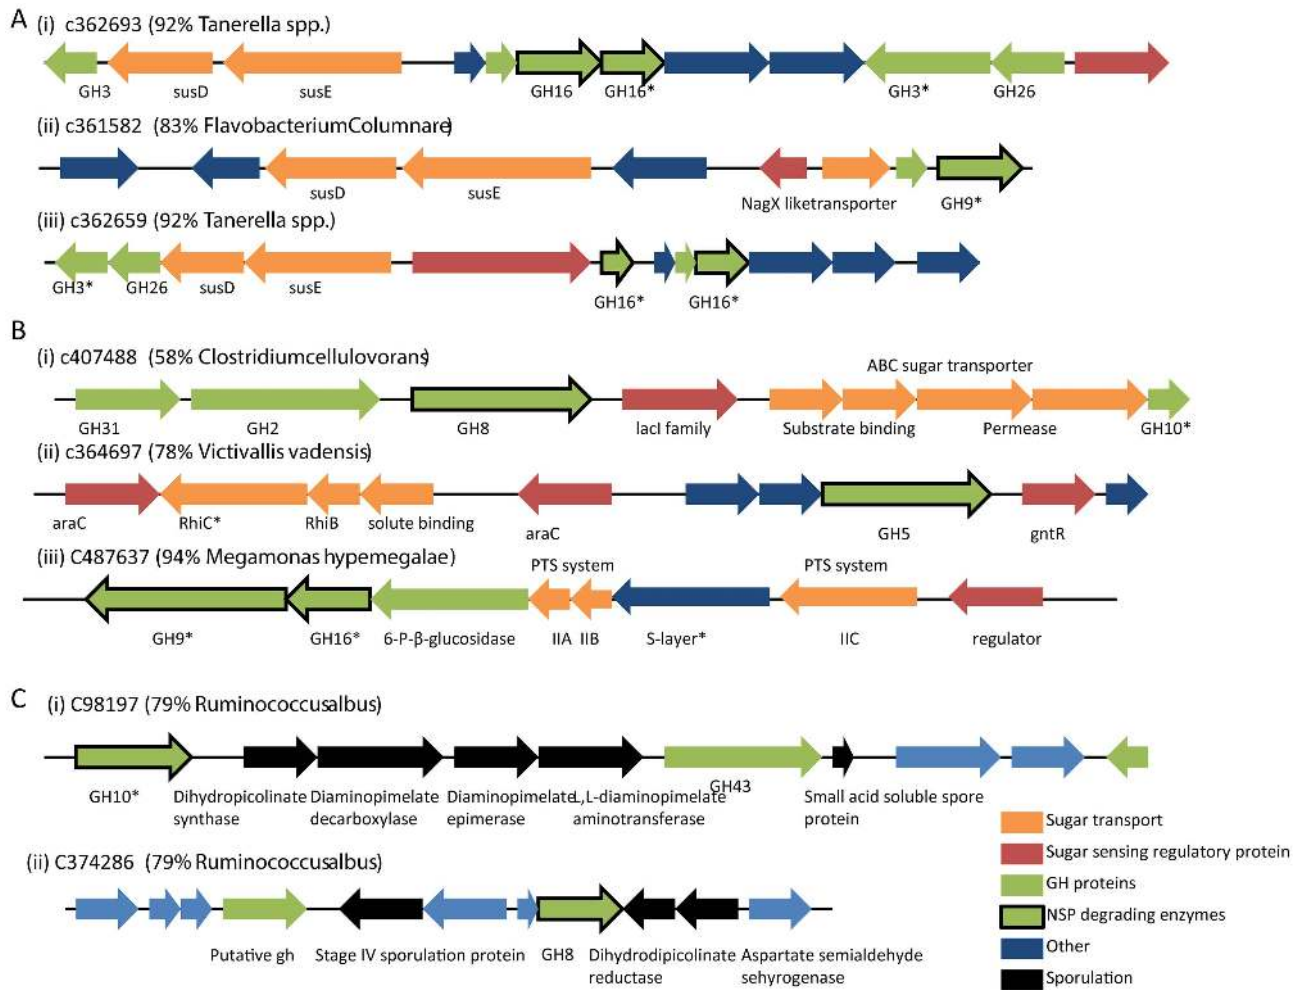 A
(i) c362693 (92% Tanerella spp.)
GH3 susD susE GH16 GH16* GH3* GH26
(ii) c361582 (83% FlavobacteriumColumnare)
susD susE NagX liketransporter GH9*
(iii) c362659 (92% Tanerella spp.)
GH3* GH26 susD susE GH16* GH16*
B
(i) c407488 (58% Clostridiumcellulovorans)
ABC sugar transporter
GH31 GH2 GH8 lacI family Substrate binding Permease GH10*
(ii) c364697 (78% Victivallis vadensis)
araC RhiC* RhiB solute binding araC GH5 gntR
(iii) C487637 (94% Megamonas hypemegalae)
PTS system PTS system
GH9* GH16* 6-P-β-glucosidase IIA IIB S-layer* IIC regulator
C
(i) C98197 (79% Ruminococcusalbus)
GH10* Dihydropicolinate Diaminopimelate Diaminopimelate L,L-diaminopimelate GH43 Small acid soluble spore
synthase decarboxylase epimerase aminotransferase protein
Sugar transport
(ii) C374286 (79% Ruminococcusalbus)
Sugar sensing regulatory protein
GH proteins
NSP degrading enzymes
Putative gh Stage IV sporulation protein GH8 Dihydrodipicolinate Aspartate semialdehyde
reductase sehyrogenase
Other
Sporulation